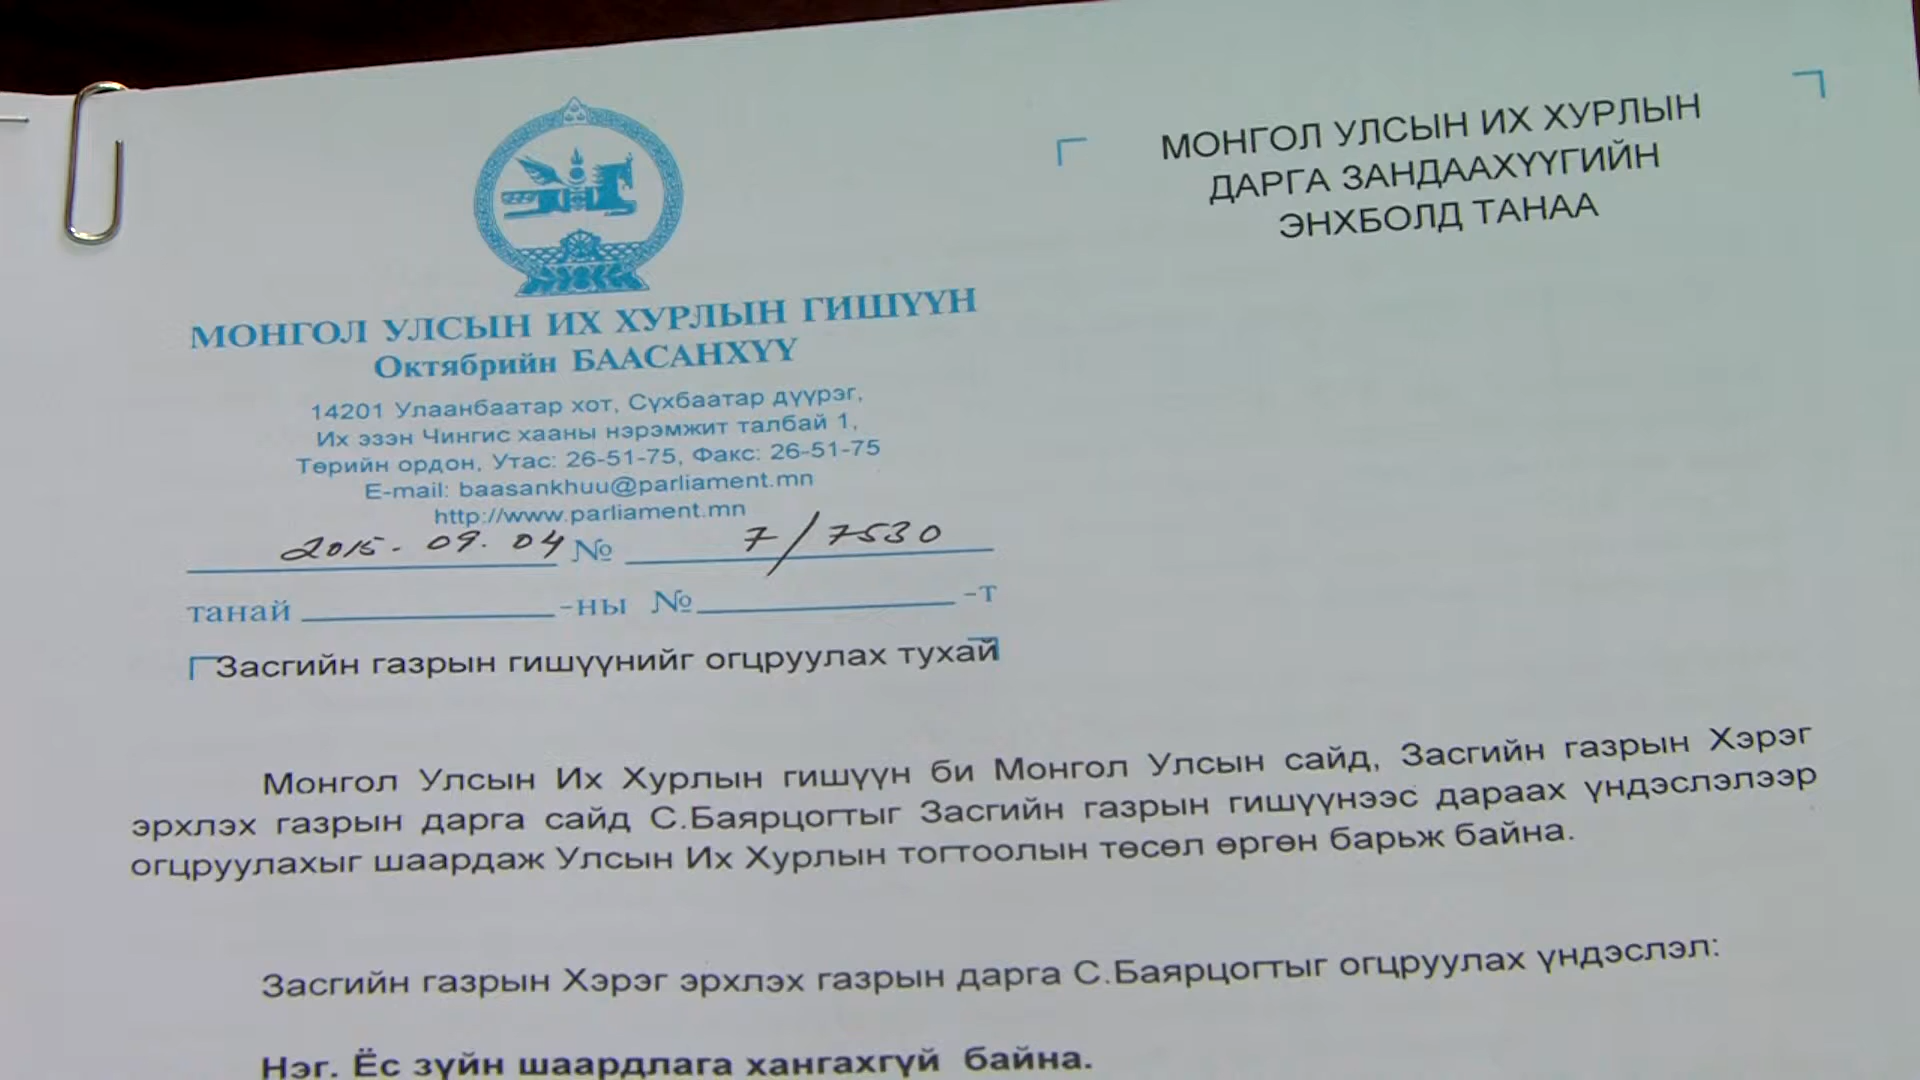 МОНГОЛ УЛСЫН ИХ ХУРЛЫН
ДАРГА ЗАНДААХҮҮГИЙН
ЭНХБОЛД ТАНАА
МОНГОЛ УЛСЫН ИХ ХУРЛЫН ГИШҮҮН
Октябрийн БААСАНХҮҮ
14201 Улаанбаатар хот, Сүхбаатар дүүрэг,
Их эзэн Чингис хааны нэрэмжит талбай 1,
Төрийн ордон, Утас: 26-51-75, Факс: 26-51-75
E-mail: baasankhuu@parliament.mn
http://www.parliament.mn
2015. 09. 04 № 7/7530
танай ________ -ны № ________ -т
Засгийн газрын гишүүнийг огцруулах тухай
Монгол Улсын Их Хурлын гишүүн би Монгол Улсын сайд, Засгийн газрын Хэрэг
эрхлэх газрын дарга сайд С.Баярцогтыг Засгийн газрын гишүүнээс дараах үндэслэлээр
огцруулахыг шаардаж Улсын Их Хурлын тогтоолын төсөл өргөн барьж байна.
Засгийн газрын Хэрэг эрхлэх газрын дарга С.Баярцогтыг огцруулах үндэслэл:
Нэг. Ёс зүйн шаардлага хангахгүй байна.